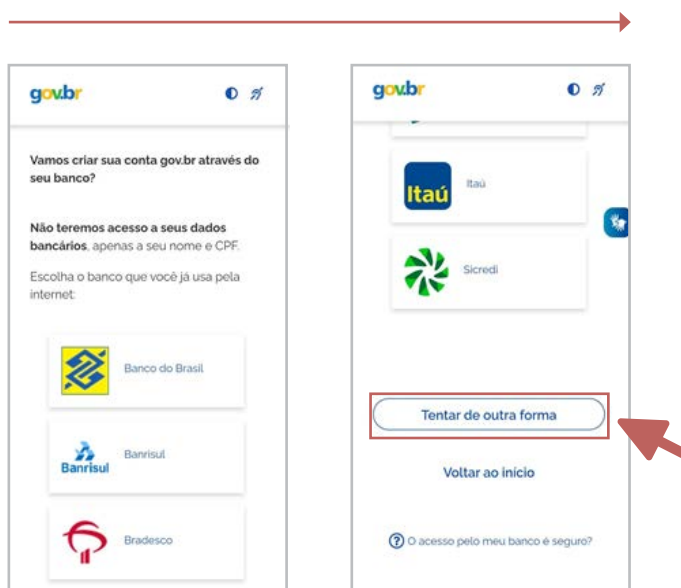 gov.br
Vamos criar sua conta gov.br através do
seu banco?
Não teremos acesso a seus dados
bancários, apenas a seu nome e CPF.
Escolha o banco que você já usa pela
internet:
Banco do Brasil
Banrisul
Banrisul
Bradesco
gov.br
Itaú
Itaú
Sicredi
Tentar de outra forma
Voltar ao início
? O acesso pelo meu banco é seguro?